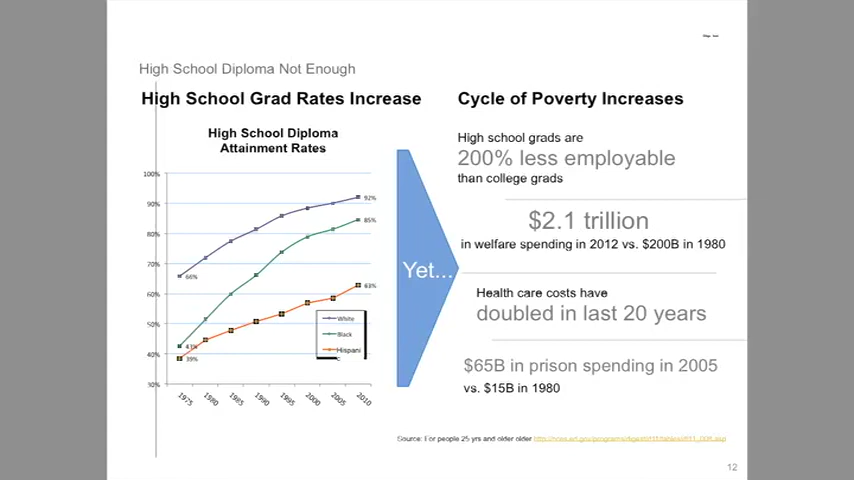 High School Diploma Not Enough
High School Grad Rates Increase
Cycle of Poverty Increases
High School Diploma
Attainment Rates
100%
90%
80%
70%
60%
50%
40%
30%
92%
85%
63%
66%
43%
39%
White
Black
Hispani
c
1975
1980
1985
1990
1995
2000
2005
2010
Yet...
High school grads are
200% less employable
than college grads
$2.1 trillion
in welfare spending in 2012 vs. $200B in 1980
Health care costs have
doubled in last 20 years
$65B in prison spending in 2005
vs. $15B in 1980
Source: For people 25 yrs and older older
12